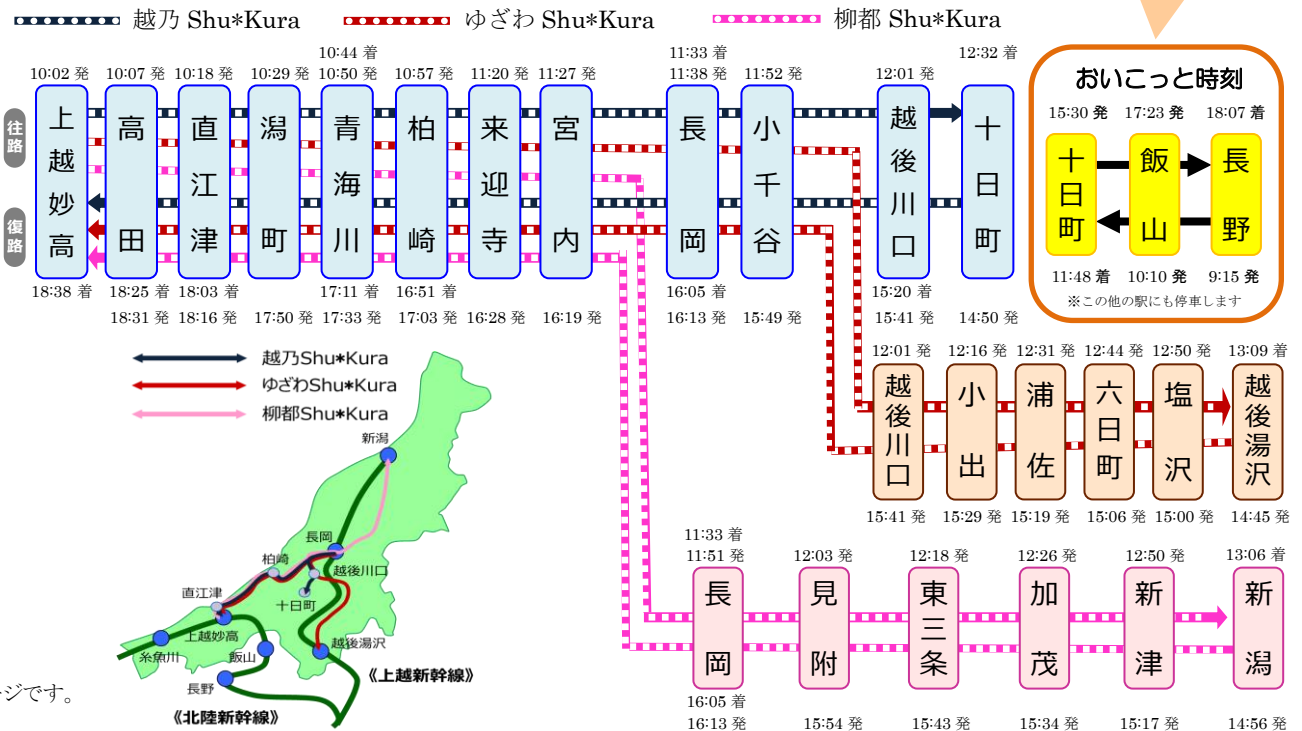 越乃 Shu*Kura
ゆざわ Shu*Kura
柳都 Shu*Kura
往路
復路
10:02 発
10:07 発
10:18 発
10:29 発
10:44 着
10:50 発
10:57 発
11:20 発
11:27 発
11:33 着
11:38 発
11:52 発
12:01 発
12:32 着
上越妙高
高田
直江津
潟町
青海川
柏崎
来迎寺
宮内
長岡
小千谷
越後川口
十日町
18:38 着
18:25 着
18:31 発
18:03 着
18:16 発
17:50 発
17:11 着
17:33 発
16:51 着
17:03 発
16:28 発
16:19 発
16:05 着
16:13 発
15:49 発
15:20 着
15:41 発
14:50 発
おいこっと時刻
15:30 発
17:23 発
18:07 着
十日町
飯山
長野
11:48 着
10:10 発
9:15 発
※この他の駅にも停車します
12:01 発
12:16 発
12:31 発
12:44 発
12:50 発
13:09 着
越後川口
小出
浦佐
六日町
塩沢
越後湯沢
15:41 発
15:29 発
15:19 発
15:06 発
15:00 発
14:45 発
11:33 着
11:51 発
12:03 発
12:18 発
12:26 発
12:50 発
13:06 着
長岡
見附
東三条
加茂
新津
新潟
16:05 着
16:13 発
15:54 発
15:43 発
15:34 発
15:17 発
14:56 発
越乃Shu*Kura
ゆざわShu*Kura
柳都Shu*Kura
新潟
長岡
柏崎
越後川口
直江津
十日町
上越妙高
越後湯沢
糸魚川
飯山
《上越新幹線》
長野
《北陸新幹線》
ジです。